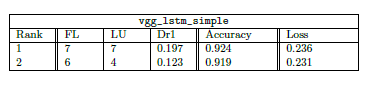 vgg_lstm_simple
Rank FL LU Dr1 Accuracy Loss
1 7 7 0.197 0.924 0.236
2 6 4 0.123 0.919 0.231